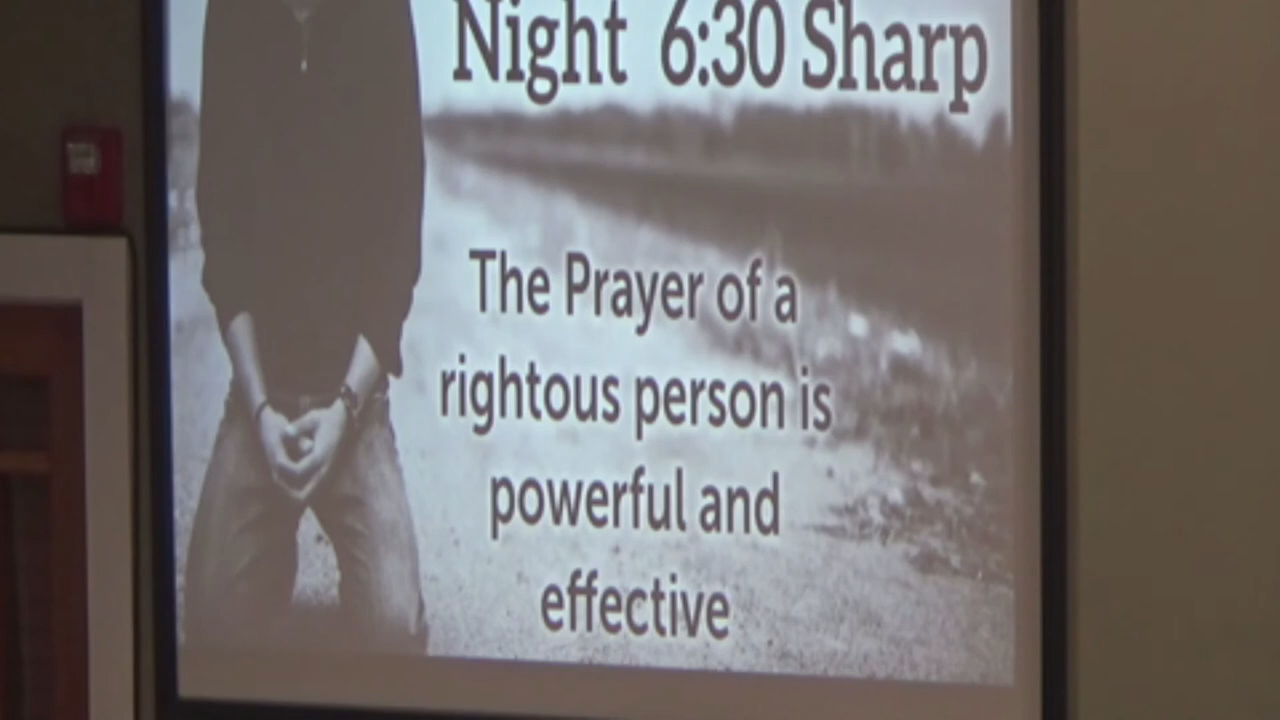 Night 6:30 Sharp
The Prayer of a
rightous person is
powerful and
effective